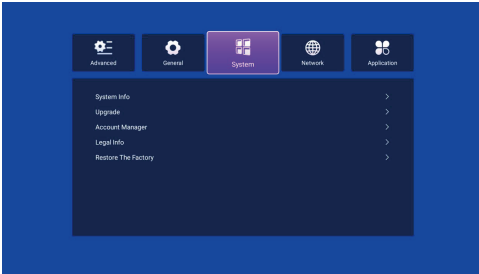 Advanced
General
System
Network
Application
System Info
Upgrade
Account Manager
Legal Info
Restore The Factory